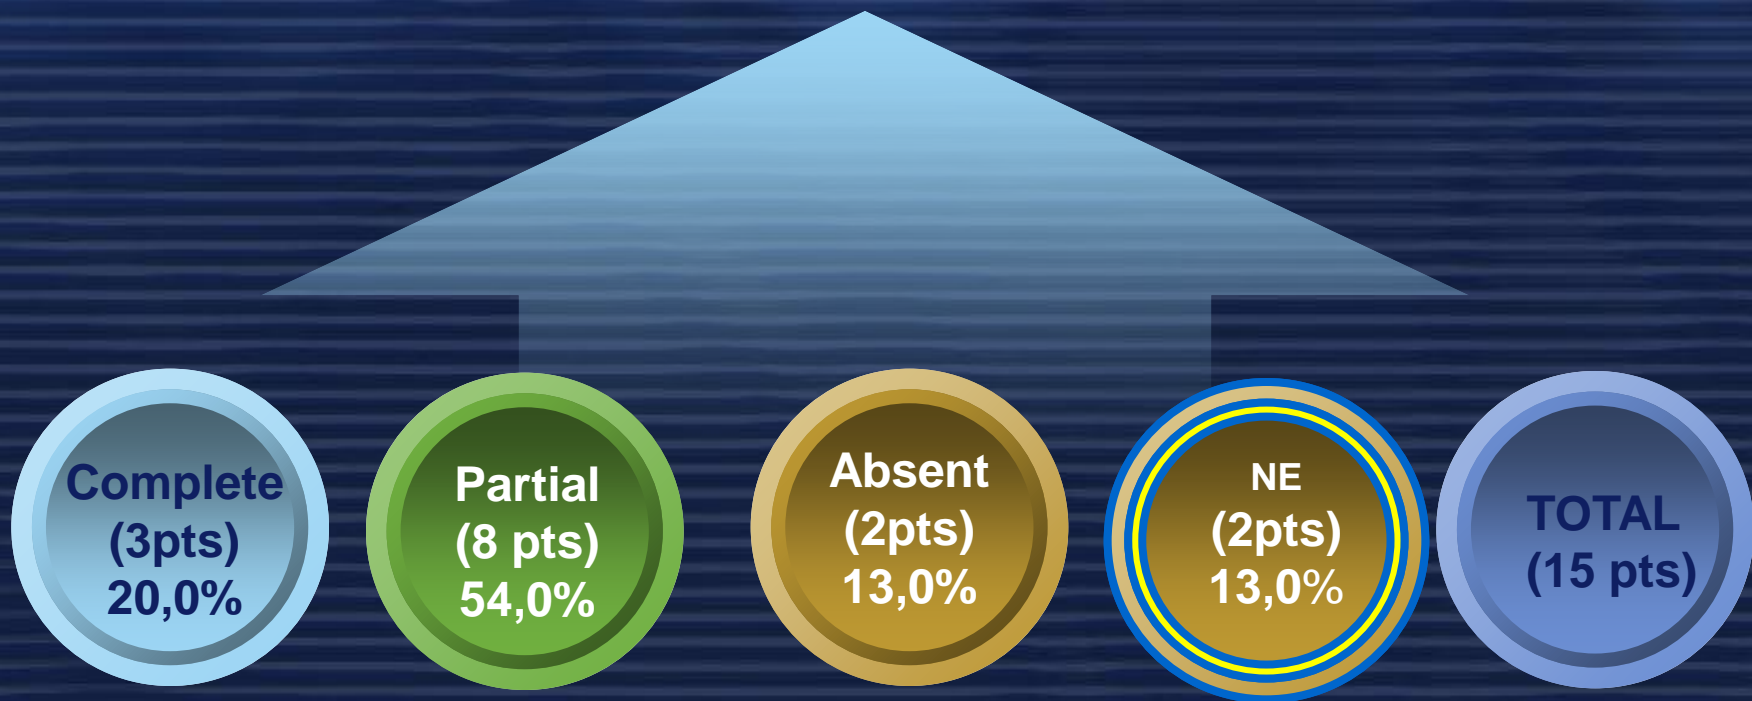 Complete
(3pts)
20,0%
Partial
(8 pts)
54,0%
Absent
(2pts)
13,0%
NE
(2pts)
13,0%
TOTAL
(15 pts)